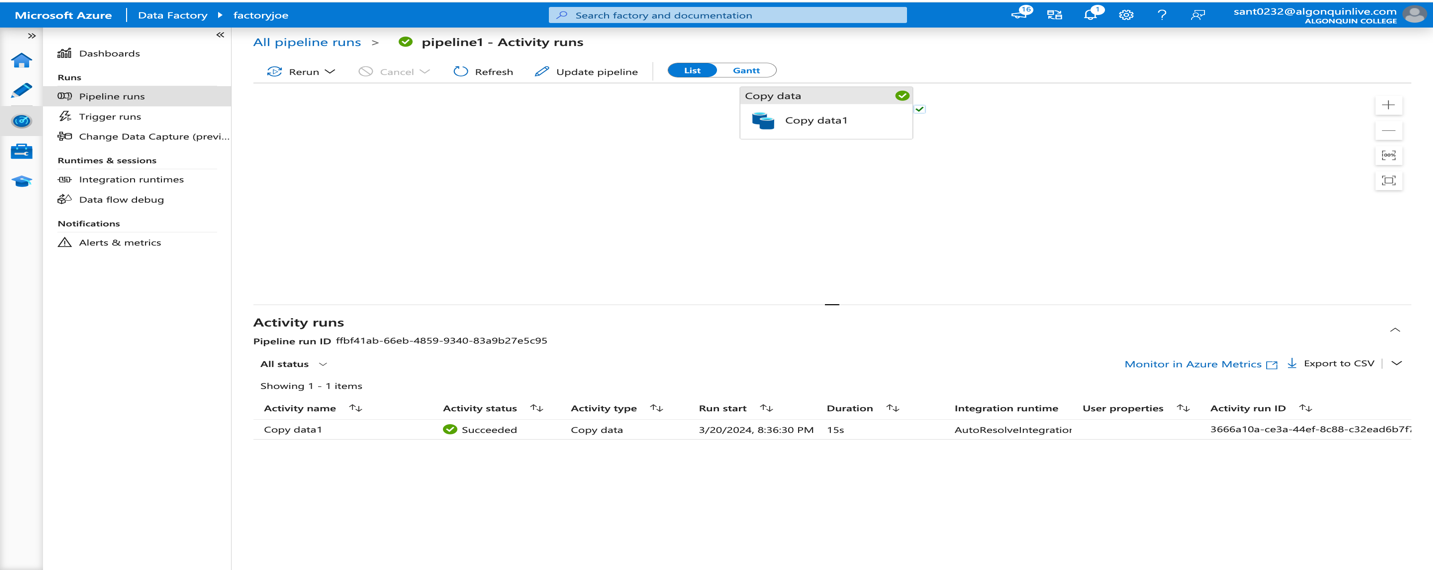 Microsoft Azure | Data Factory ▸ factoryjoe
Search factory and documentation
16
1
sant0232@algonquinlive.com
ALGONQUIN COLLEGE
» «
Dashboards
Runs
Pipeline runs
Trigger runs
Change Data Capture (previ...
Runtimes & sessions
Integration runtimes
Data flow debug
Notifications
Alerts & metrics
All pipeline runs > pipeline1 - Activity runs
Rerun Cancel Refresh Update pipeline List Gantt
Copy data
Copy data1
100%
Activity runs
Pipeline run ID ffbf41ab-66eb-4859-9340-83a9b27e5c95
All status
Monitor in Azure Metrics Export to CSV
Showing 1 - 1 items
Activity name Activity status Activity type Run start Duration Integration runtime User properties Activity run ID
Copy data1 Succeeded Copy data 3/20/2024, 8:36:30 PM 15s AutoResolveIntegration 3666a10a-ce3a-44ef-8c88-c32ead6b7f